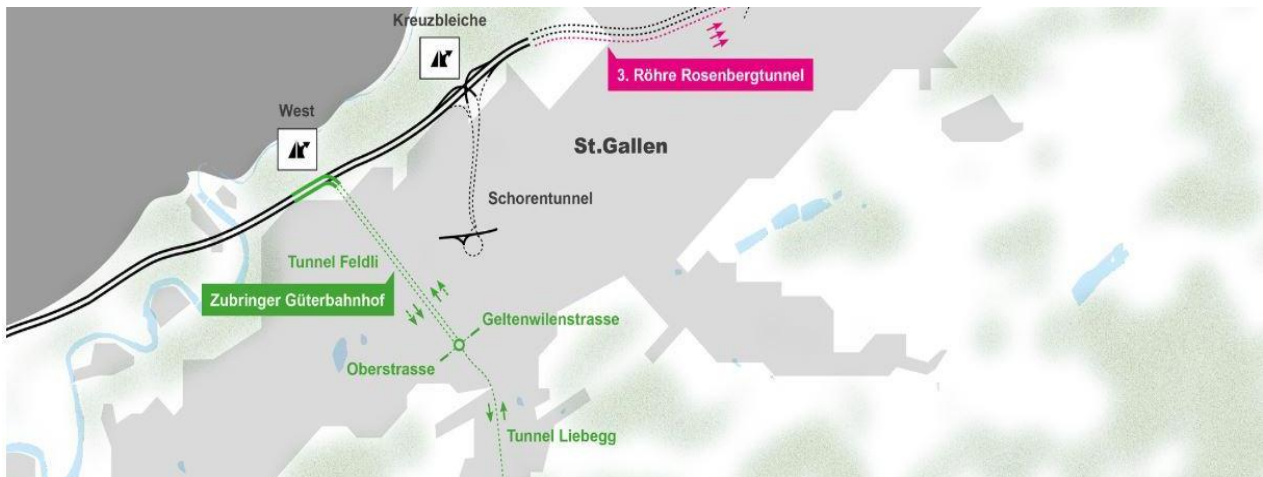 Kreuzbleiche
3. Röhre Rosenbergtunnel
West
St.Gallen
Schorentunnel
Tunnel Feldli
Zubringer Güterbahnhof
Geltenwilenstrasse
Oberstrasse
Tunnel Liebegg